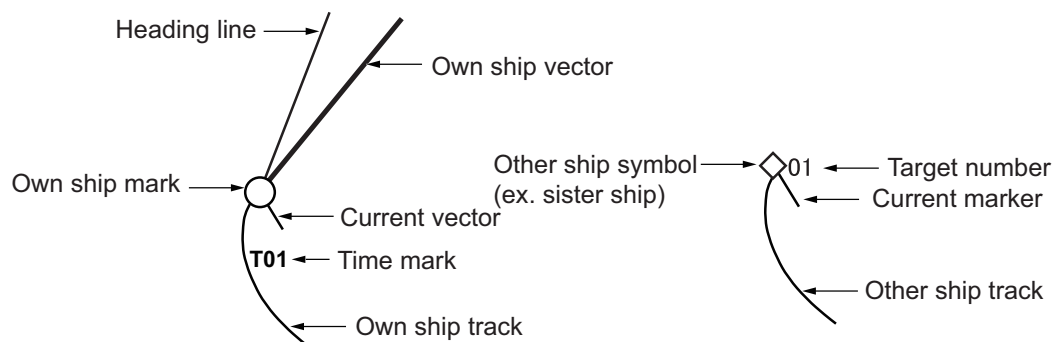 Heading line
Own ship vector
Own ship mark
Current vector
T01
Time mark
Own ship track
Other ship symbol
(ex. sister ship)
01
Target number
Current marker
Other ship track